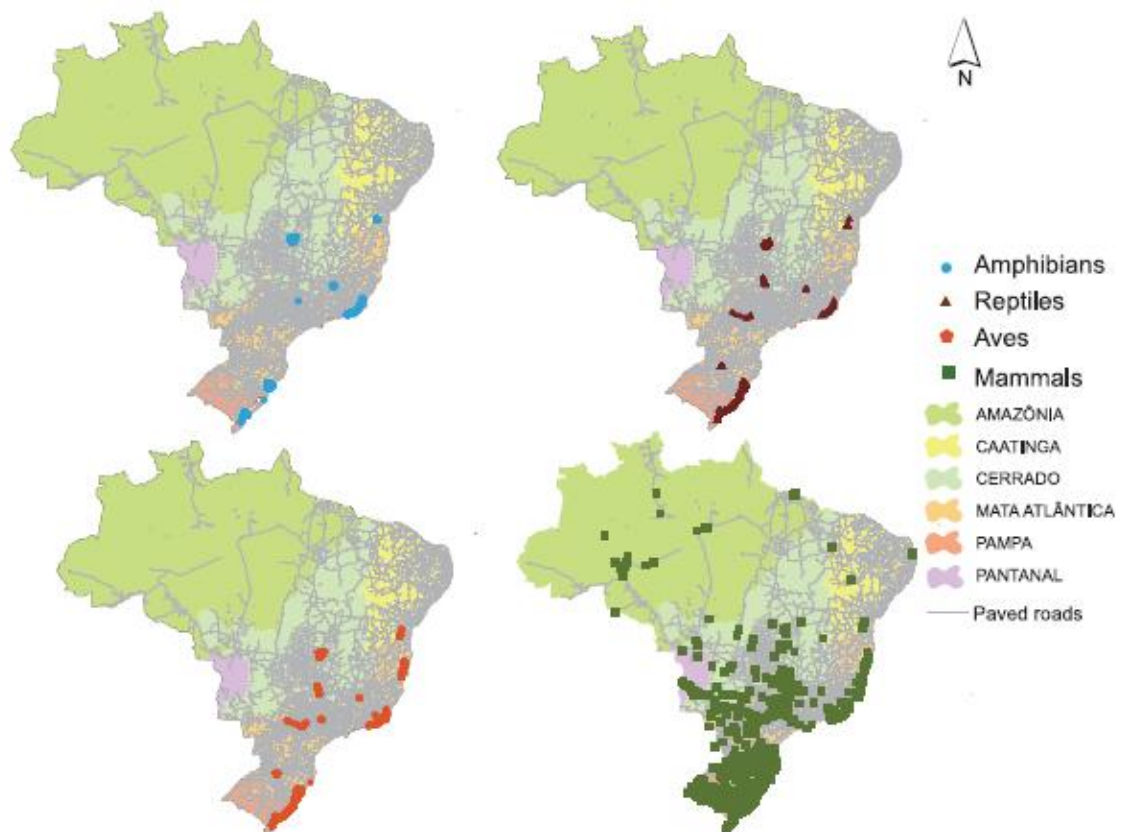 N
Amphibians
Reptiles
Aves
Mammals
AMAZÔNIA
CAATINGA
CERRADO
MATA ATLÂNTICA
PAMPA
PANTANAL
Paved roads